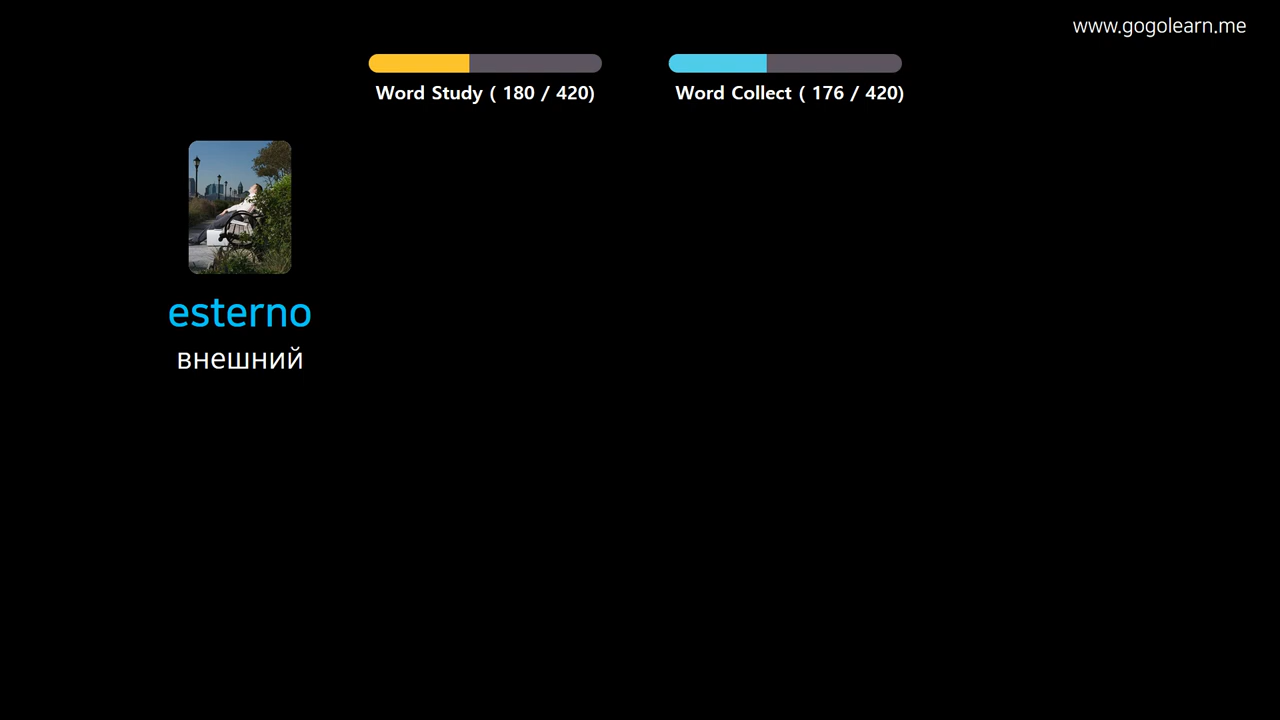 www.gogolearn.me
Word Study ( 180 / 420)
Word Collect ( 176 / 420)
esterno
внешний